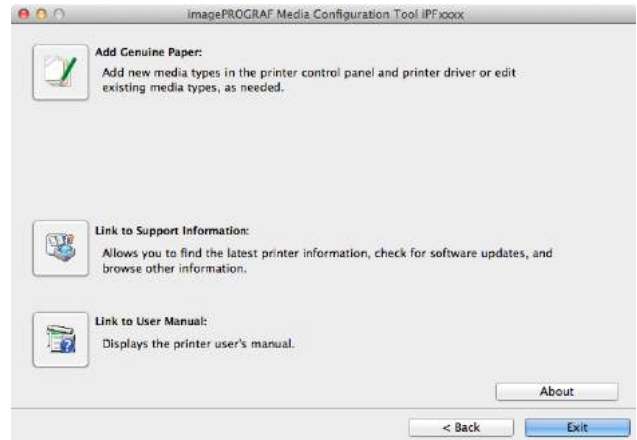 imagePROGRAF Media Configuration Tool iPFxxxx
Add Genuine Paper:
Add new media types in the printer control panel and printer driver or edit
existing media types, as needed.
Link to Support Information:
Allows you to find the latest printer information, check for software updates, and
browse other information.
Link to User Manual:
Displays the printer user's manual.
About
< Back
Exit